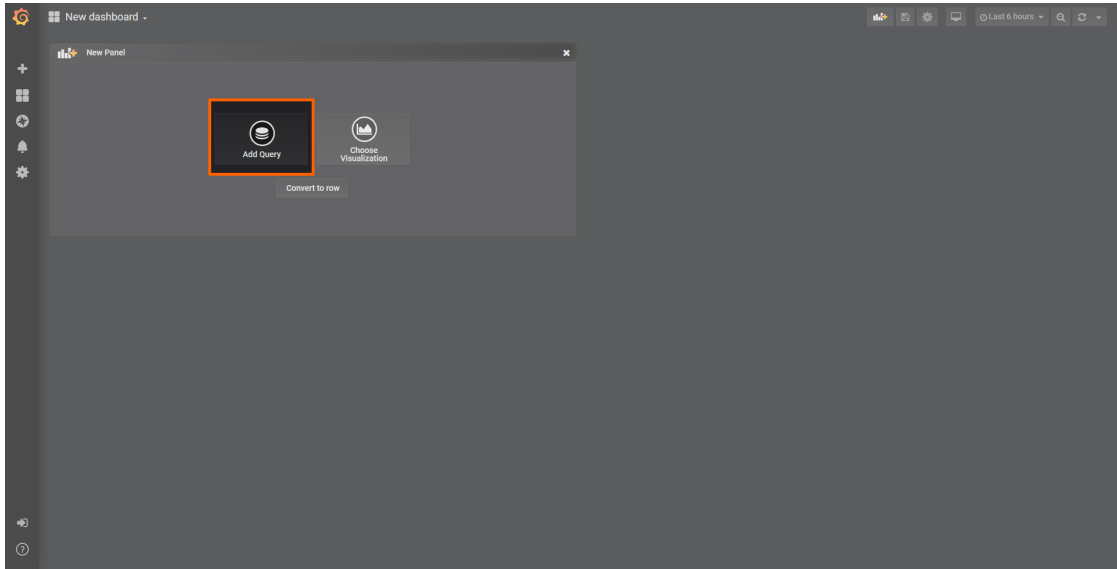 New dashboard
Last 6 hours
New Panel
Add Query
Choose
Visualization
Convert to row